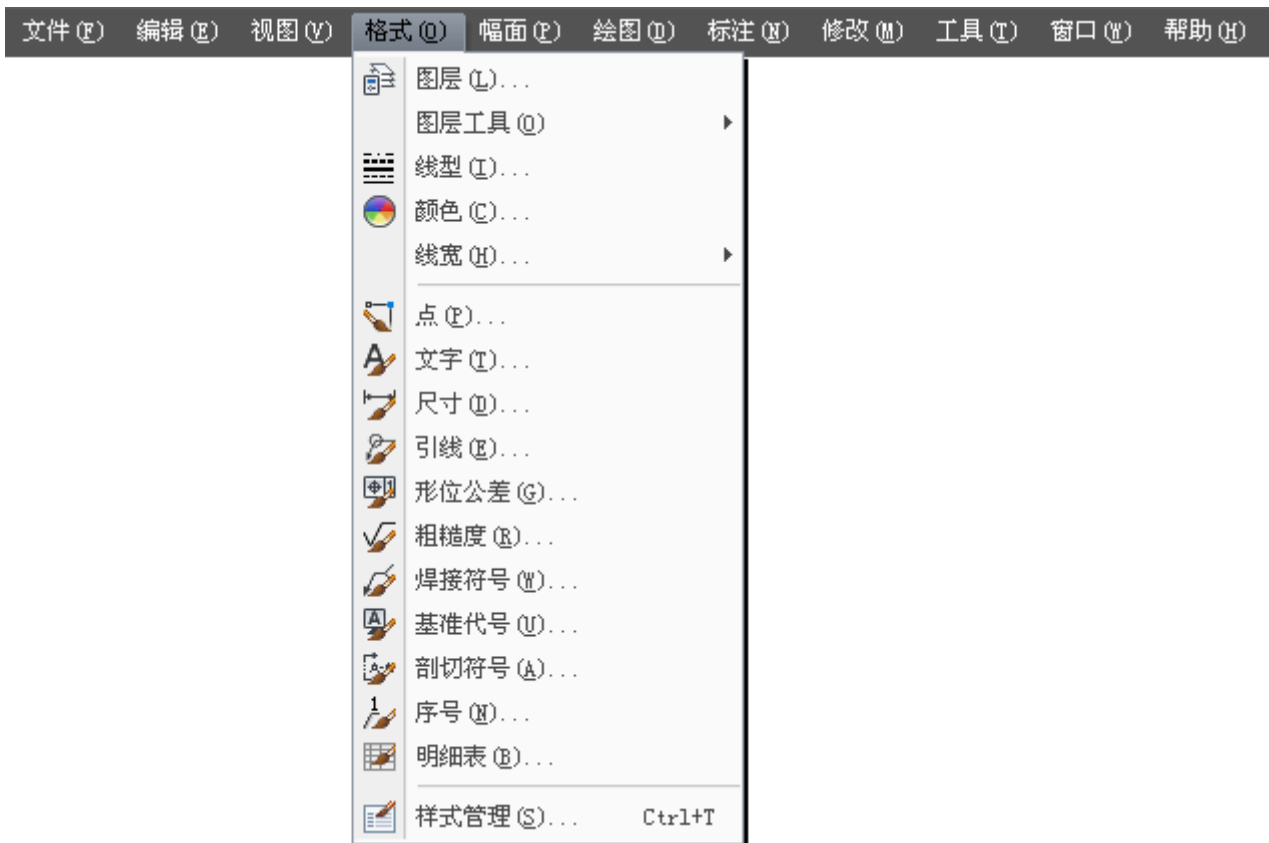 文件(F) 编辑(E) 视图(V) 格式(O) 幅面(P) 绘图(D) 标注(N) 修改(M) 工具(T) 窗口(W) 帮助(H)
图层(L)...
图层工具(O)
线型(I)...
颜色(C)...
线宽(H)...
点(P)...
文字(T)...
尺寸(D)...
引线(E)...
形位公差(G)...
粗糙度(R)...
焊接符号(W)...
基准代号(U)...
剖切符号(A)...
序号(N)...
明细表(B)...
样式管理(S)... Ctrl+T